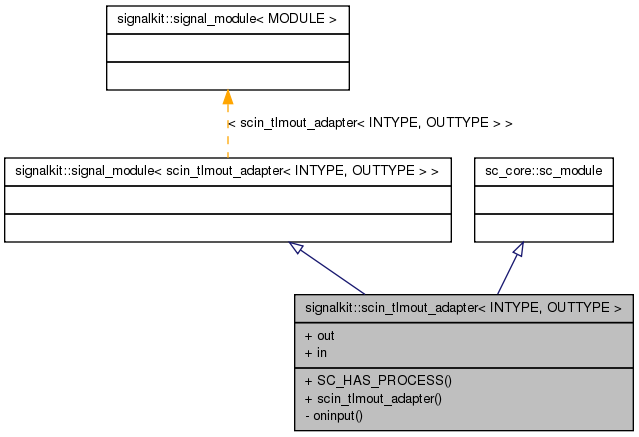 signalkit::signal_module< MODULE >
< scin_tlmout_adapter< INTYPE, OUTTYPE > >
signalkit::signal_module< scin_tlmout_adapter< INTYPE, OUTTYPE > >
sc_core::sc_module
signalkit::scin_tlmout_adapter< INTYPE, OUTTYPE >
+ out
+ in
+ SC_HAS_PROCESS()
+ scin_tlmout_adapter()
- oninput()